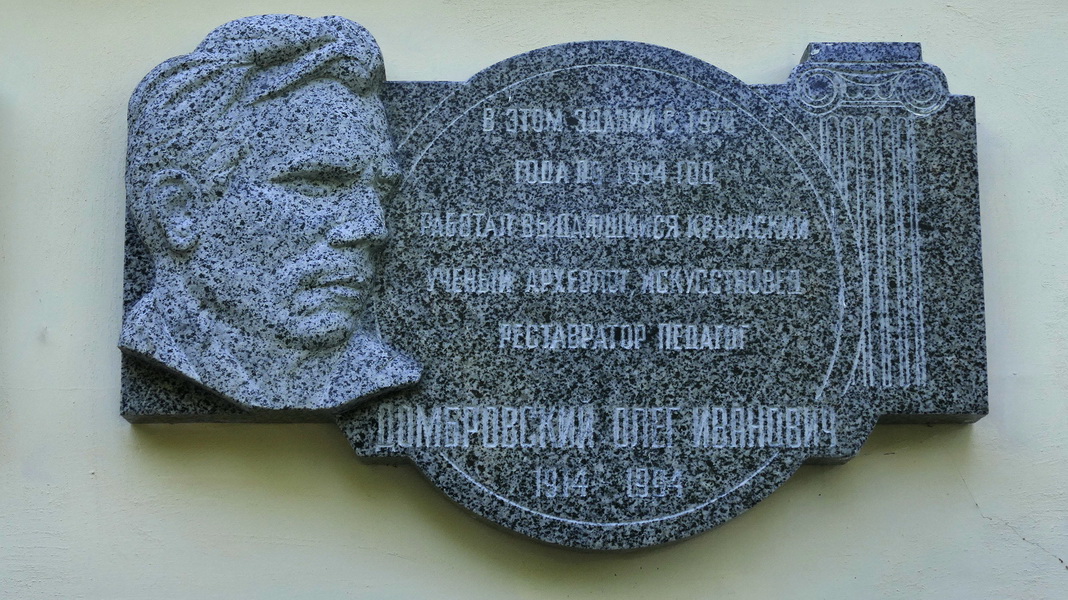 В ЭТОМ ЗДАНИИ С 1974
ГОДА ПО 1994 ГОД
РАБОТАЛ ВЫДАЮЩИЙСЯ КРЫМСКИЙ
УЧЕНЫЙ АРХЕОЛОГ, ИСКУССТВОВЕД
РЕСТАВРАТОР ПЕДАГОГ
ДОМБРОВСКИЙ ОЛЕГ ИВАНОВИЧ
1914 - 1994